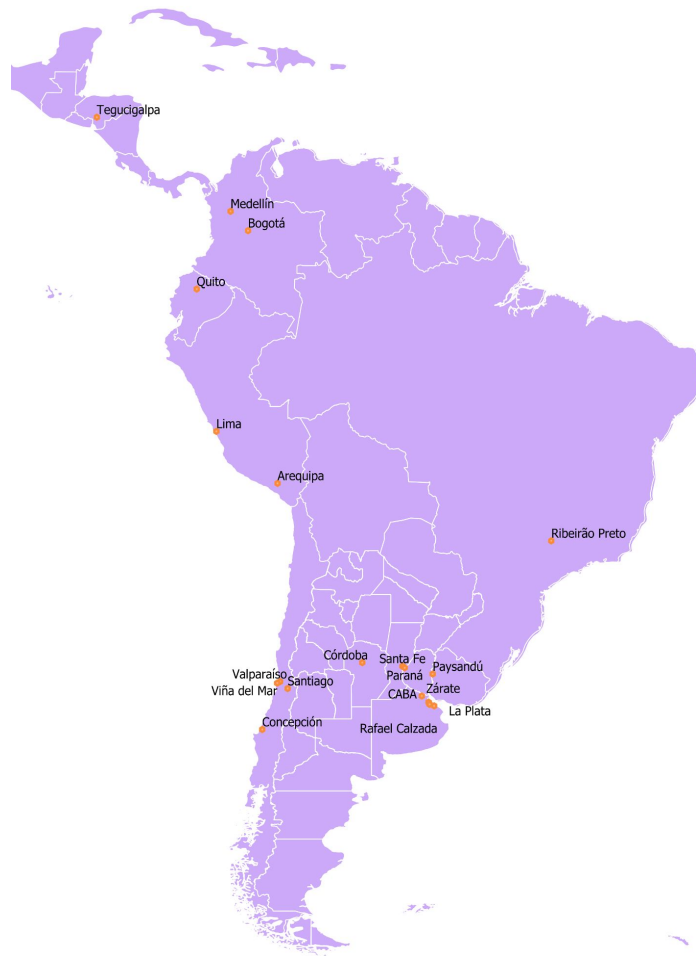 Tegucigalpa
Medellín
Bogotá
Quito
Lima
Arequipa
Ribeirão Preto
Córdoba
Santa Fe
Paraná
Paysandú
Valparaíso
Santiago
Viña del Mar
CABA
Zárate
La Plata
Concepción
Rafael Calzada